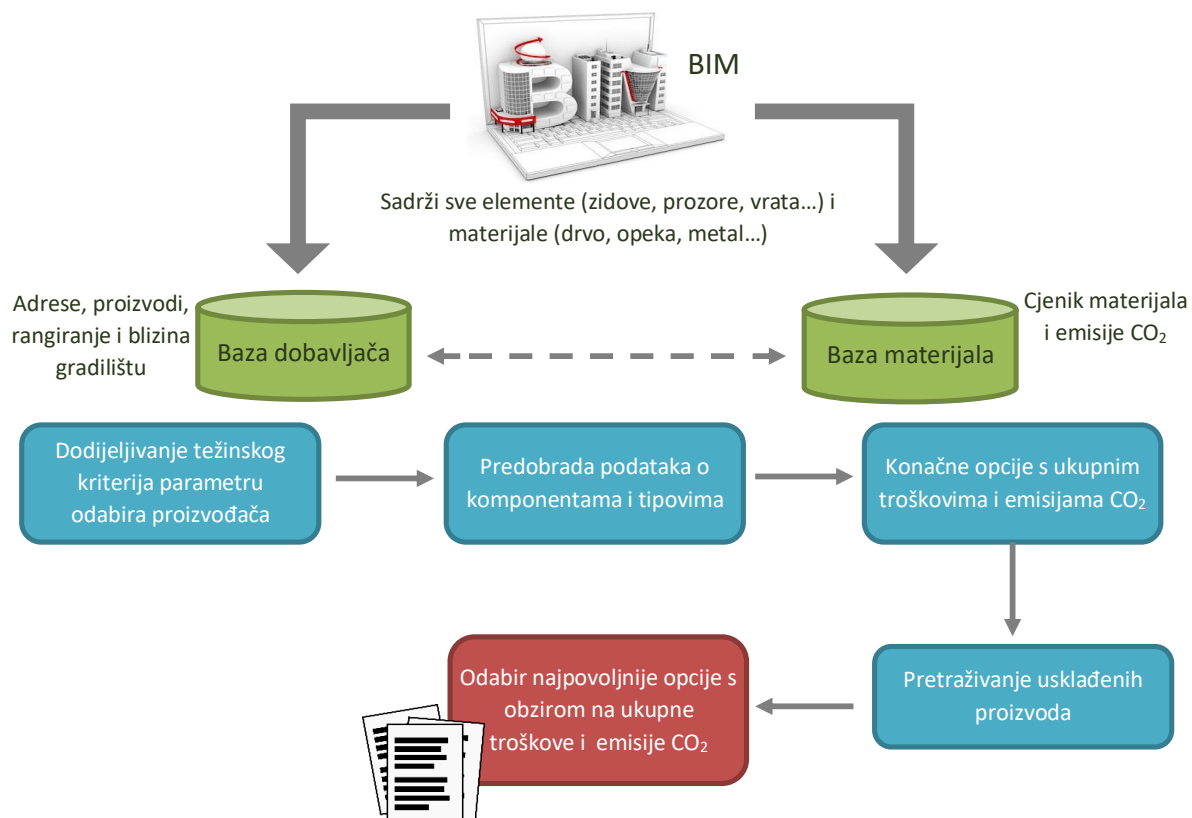 BIM
BIM
Sadrži sve elemente (zidove, prozore, vrata…) i
materijale (drvo, opeka, metal…)
Adrese, proizvodi,
rangiranje i blizina
gradilištu
Baza dobavljača
Baza materijala
Cjenik materijala
i emisije CO₂
Dodijeljivanje težinskog
kriterija parametru
odabira proizvođača
Predobrada podataka o
komponentama i tipovima
Konačne opcije s ukupnim
troškovima i emisijama CO₂
Pretraživanje usklađenih
proizvoda
Odabir najpovoljnije opcije s
obzirom na ukupne
troškove i  emisije CO₂